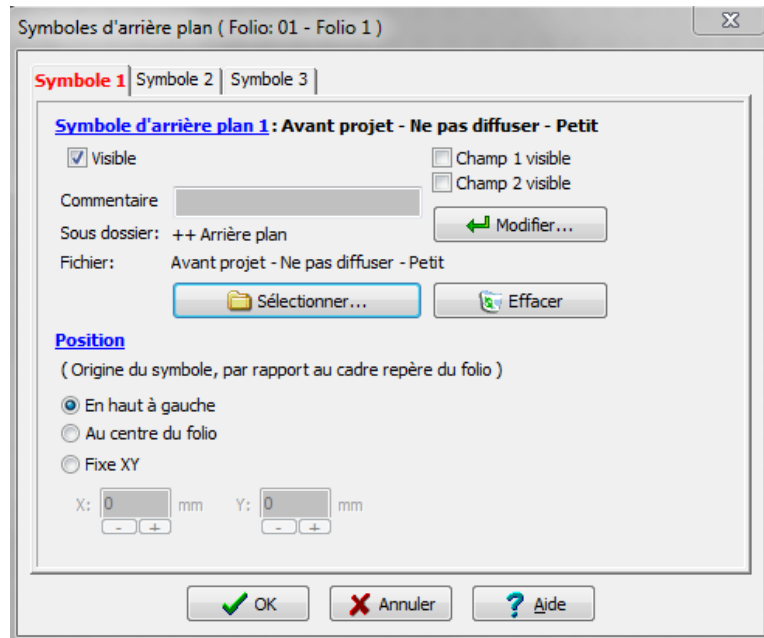 Symboles d'arrière plan ( Folio: 01 - Folio 1 )
Symbole 1 Symbole 2 Symbole 3
Symbole d'arrière plan 1 : Avant projet - Ne pas diffuser - Petit
Visible Champ 1 visible
Champ 2 visible
Commentaire
Modifier...
Sous dossier: ++ Arrière plan
Fichier: Avant projet - Ne pas diffuser - Petit
Sélectionner... Effacer
Position
( Origine du symbole, par rapport au cadre repère du folio )
En haut à gauche
Au centre du folio
Fixe XY
X: 0 mm Y: 0 mm
- + - +
OK Annuler ? Aide